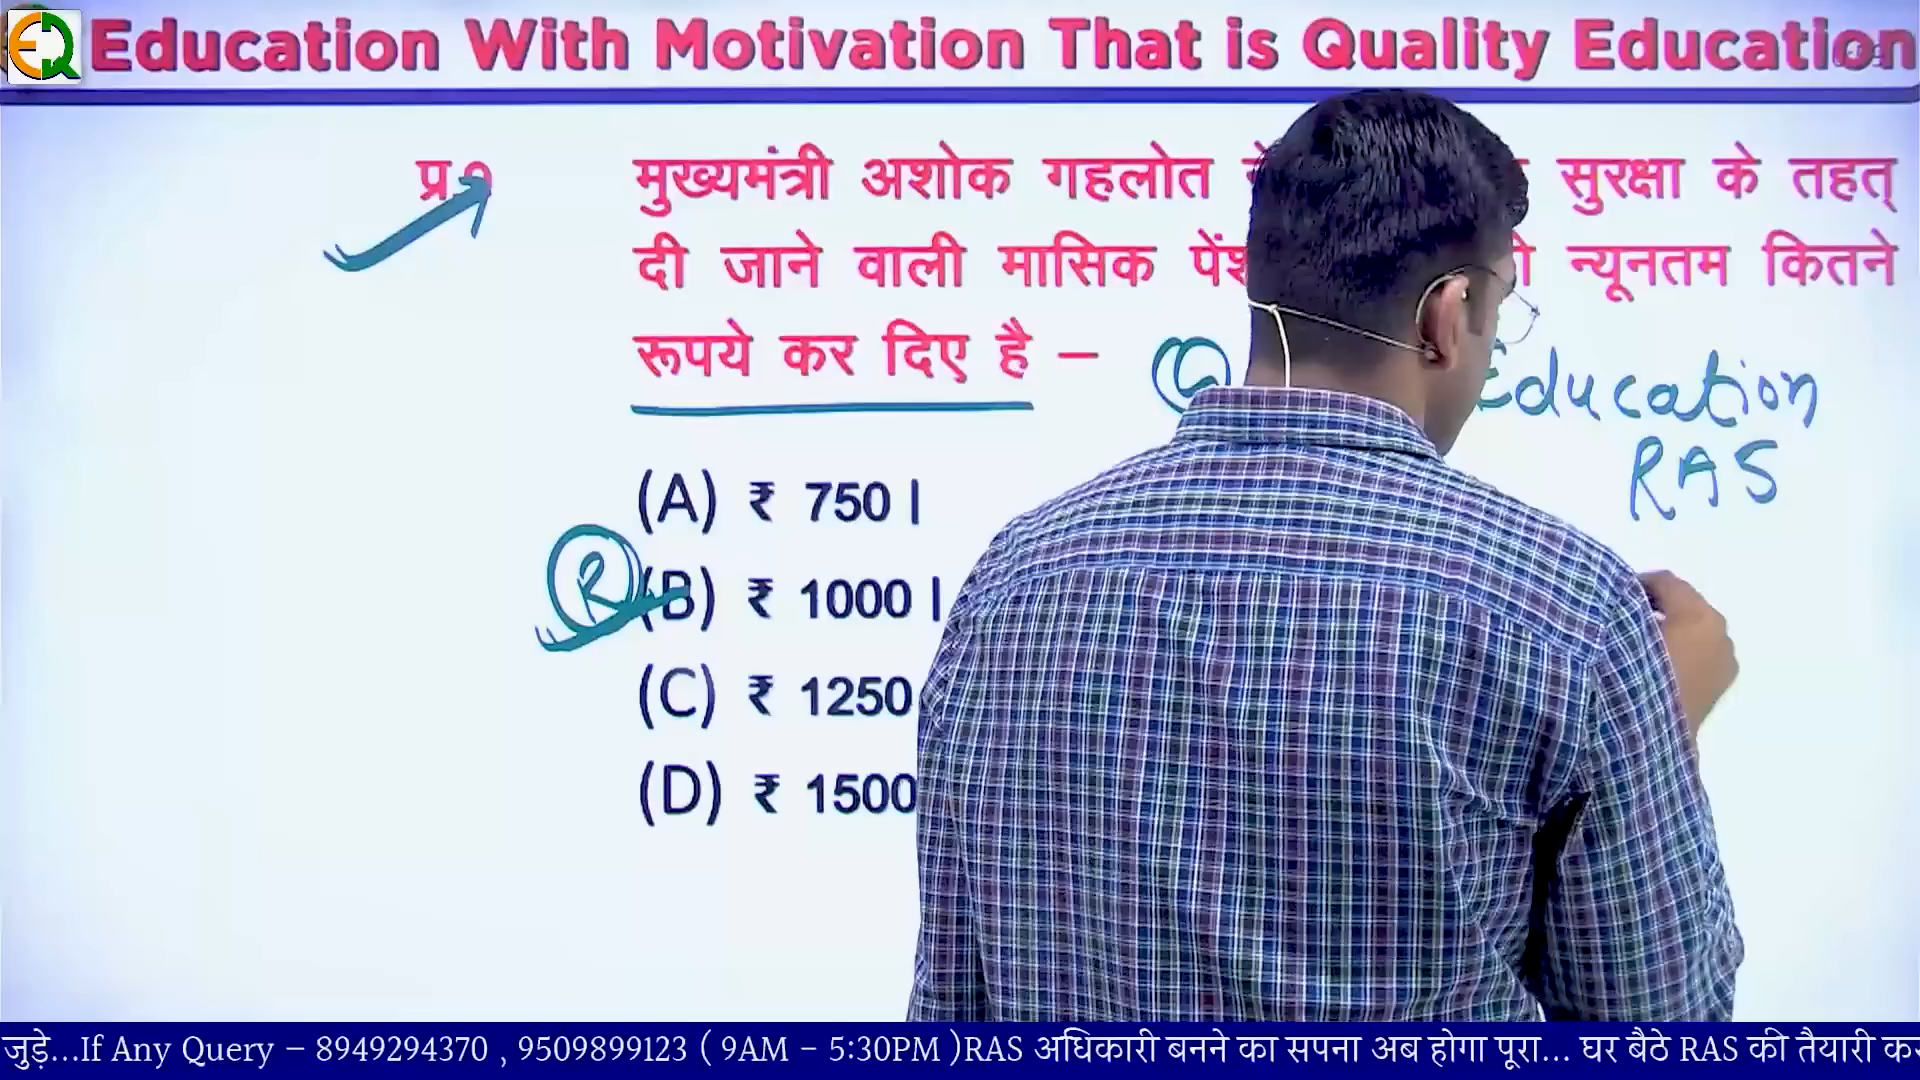 EQ
Education With Motivation That is Quality Education
प्र.
मुख्यमंत्री अशोक गहलोत सुरक्षा के तहत्
दी जाने वाली मासिक न्यूनतम कितने
रूपये कर दिए है –
Education
RAS
(A) ₹ 750 ।
R (B) ₹ 1000 ।
(C) ₹ 1250
(D) ₹ 1500
जुड़े...If Any Query – 8949294370 , 9509899123 ( 9AM – 5:30PM )RAS अधिकारी बनने का सपना अब होगा पूरा... घर बैठे RAS की तैयारी